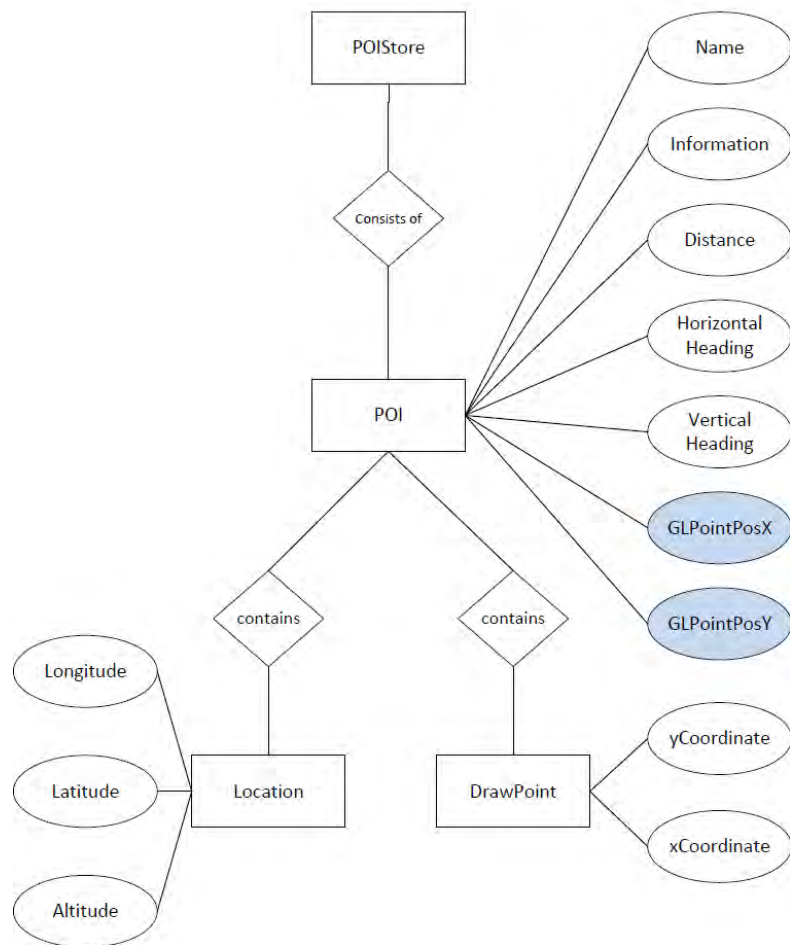 POIStore
Name
Information
Consists of
Distance
Horizontal
Heading
POI
Vertical
Heading
GLPointPosX
contains
contains
GLPointPosY
Longitude
yCoordinate
Latitude
Location
DrawPoint
xCoordinate
Altitude